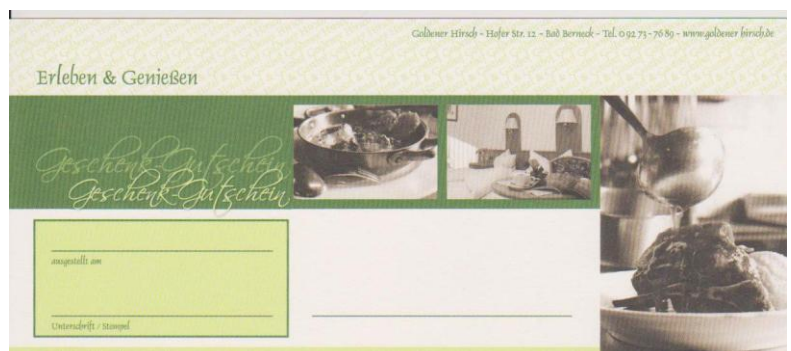 Goldener Hirsch - Hofer Str. 12 - Bad Berneck - Tel. 0 92 73 - 76 89 - www.goldener hirsch.de
Erleben & Genießen
Geschenk-Gutschein
Geschenk-Gutschein
ausgestellt am
Unterschrift / Stempel